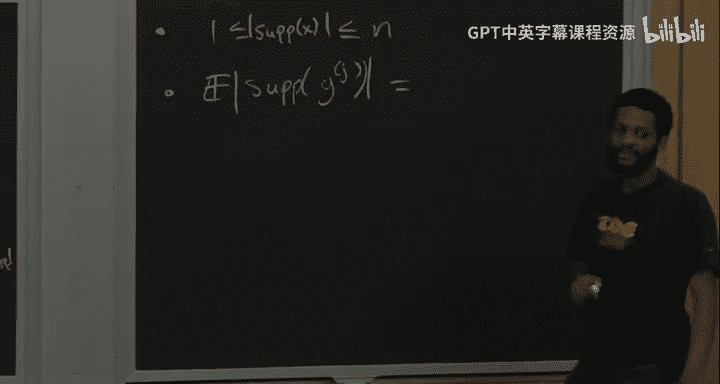 • 1 ≤ |supp(x)| ≤ n
GPT中英字幕课程资源 bilibili
• 𝔼|supp(y^(j))| =